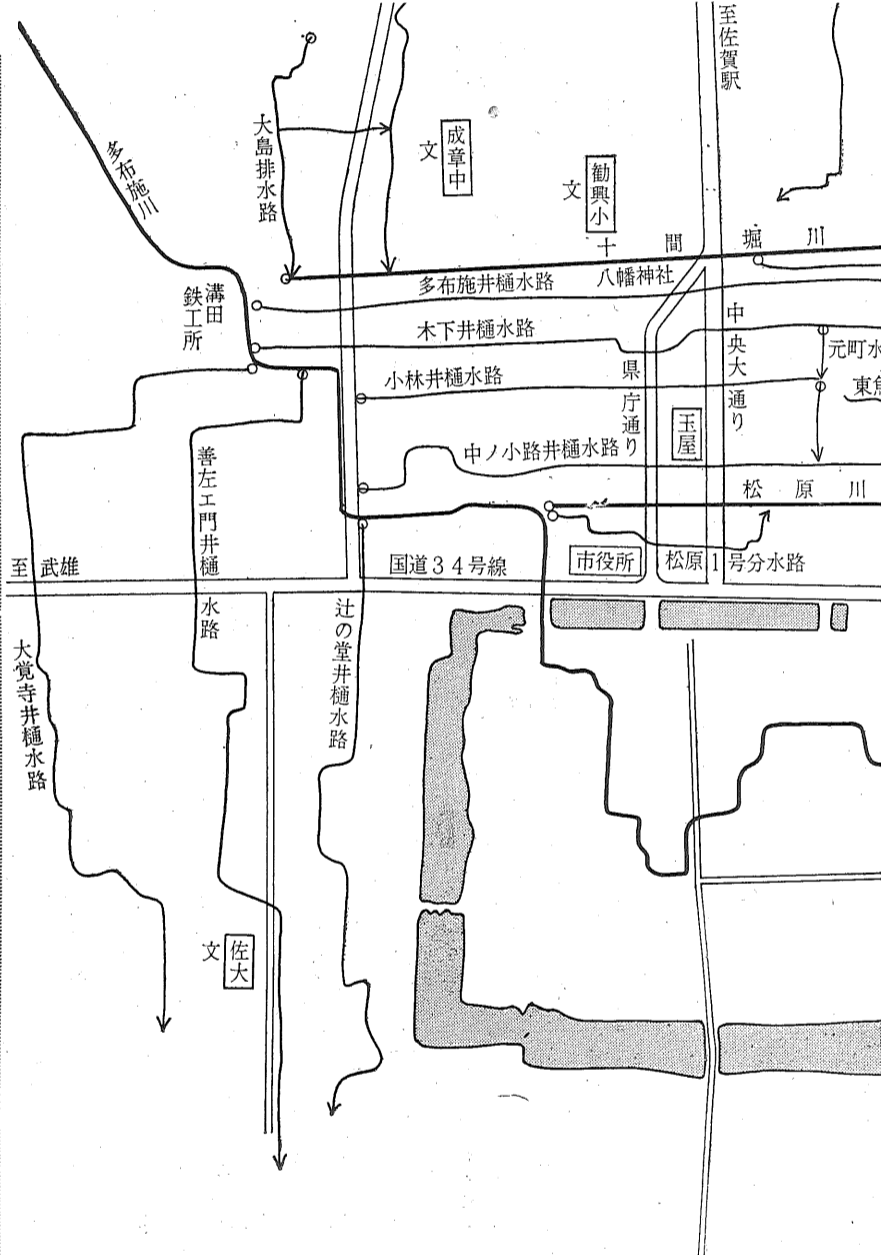 至佐賀駅
多布施川
大島排水路
成章中
文
勧興小
文
十間堀川
多布施井樋水路
八幡神社
溝田
鉄工所
木下井樋水路
中央大通り
元町水
小林井樋水路
県庁通り
玉屋
中ノ小路井樋水路
松原川
善左エ門井樋水路
至武雄
国道34号線
市役所
松原1号分水路
大覚寺井樋水路
辻の堂井樋水路
佐大
文